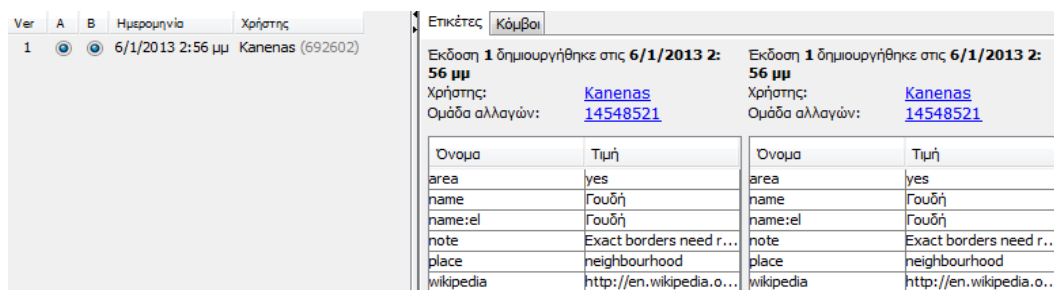 Ver A B Ημερομηνία Χρήστης
1 6/1/2013 2:56 μμ Kanenas (692602)
Ετικέτες Κόμβοι
Έκδοση 1 δημιουργήθηκε στις 6/1/2013 2:
56 μμ
Χρήστης: Kanenas
Ομάδα αλλαγών: 14548521
Έκδοση 1 δημιουργήθηκε στις 6/1/2013 2:
56 μμ
Χρήστης: Kanenas
Ομάδα αλλαγών: 14548521
Όνομα Τιμή Όνομα Τιμή
area yes area yes
name Γουδή name Γουδή
name:el Γουδή name:el Γουδή
note Exact borders need r... note Exact borders need r...
place neighbourhood place neighbourhood
wikipedia http://en.wikipedia.o... wikipedia http://en.wikipedia.o...